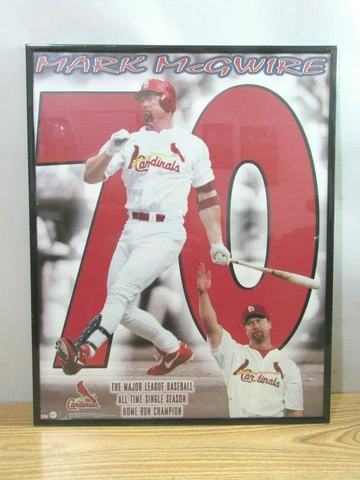 MARK McGWIRE
70
Cardinals
Cardinals
Cardinals
THE MAJOR LEAGUE BASEBALL
ALL TIME SINGLE SEASON
HOME RUN CHAMPION